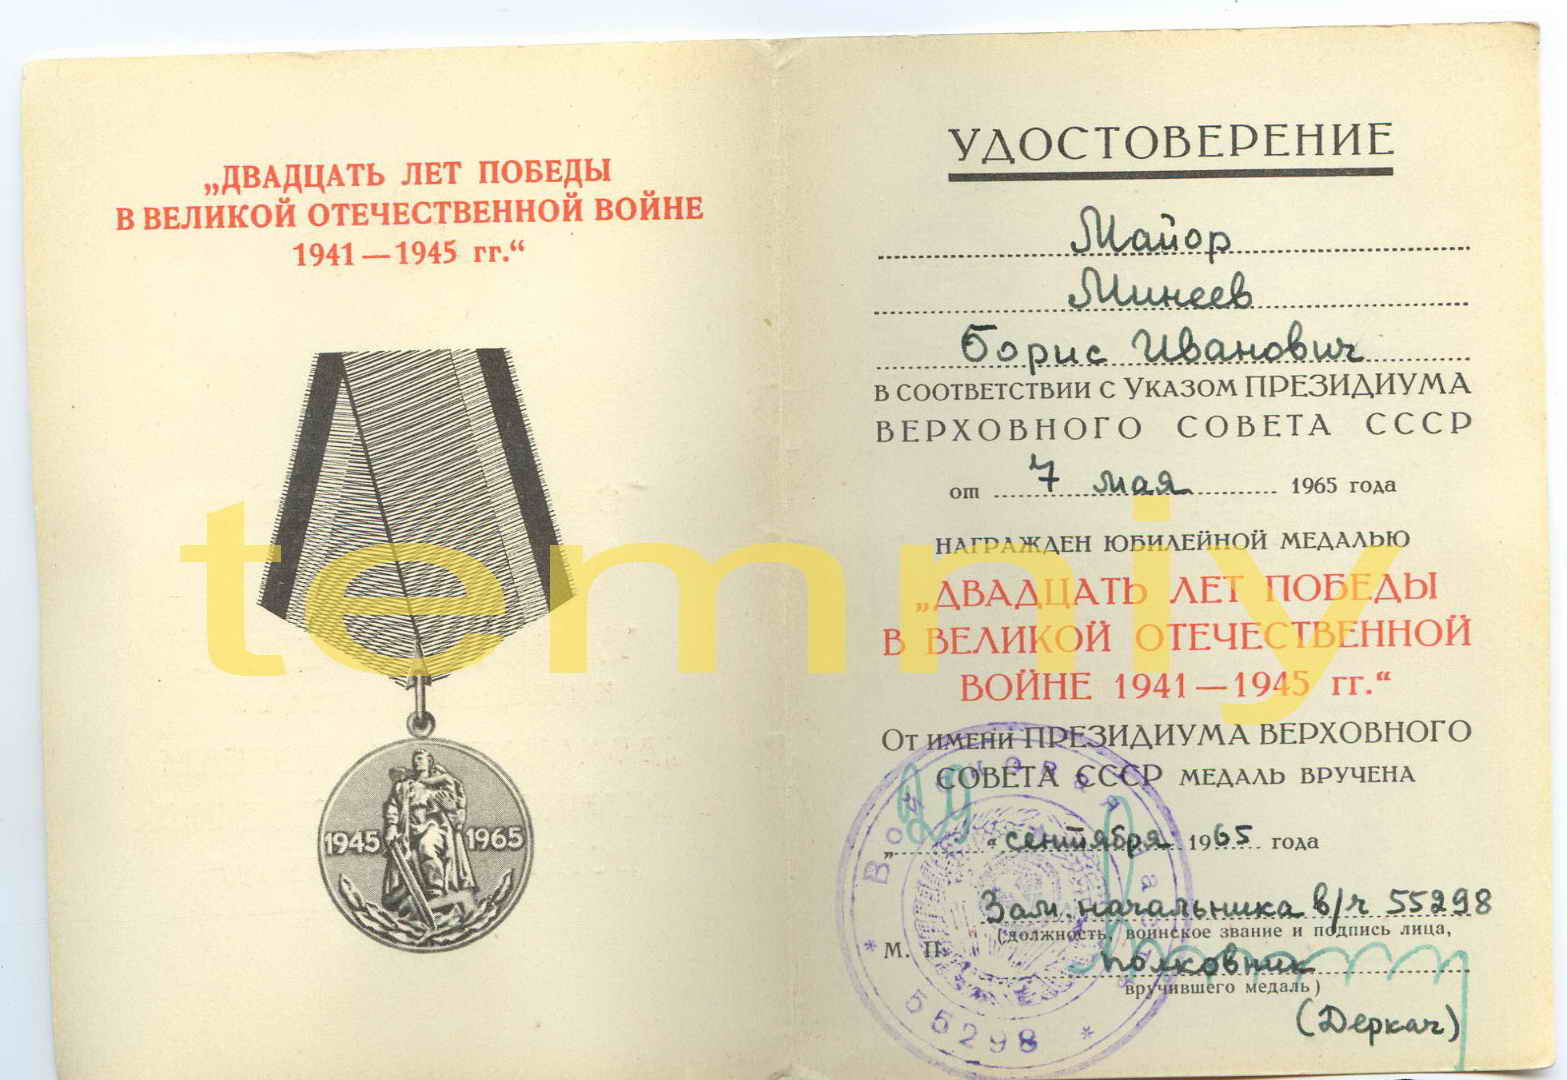 „ДВАДЦАТЬ ЛЕТ ПОБЕДЫ
В ВЕЛИКОЙ ОТЕЧЕСТВЕННОЙ ВОЙНЕ
1941—1945 гг.“
1945 1965
УДОСТОВЕРЕНИЕ
Майор
Минеев
Борис Иванович
В СООТВЕТСТВИИ С УКАЗОМ ПРЕЗИДИУМА
ВЕРХОВНОГО СОВЕТА СССР
от 7 мая 1965 года
НАГРАЖДЕН ЮБИЛЕЙНОЙ МЕДАЛЬЮ
„ДВАДЦАТЬ ЛЕТ ПОБЕДЫ
В ВЕЛИКОЙ ОТЕЧЕСТВЕННОЙ
ВОЙНЕ 1941—1945 гг.“
ОТ ИМЕНИ ПРЕЗИДИУМА ВЕРХОВНОГО
СОВЕТА СССР МЕДАЛЬ ВРУЧЕНА
„29“ сентября 1965 года
Зам. начальника в/ч 55298
(должность, воинское звание и подпись лица,
М. П. Полковник
вручившего медаль)
(Деркач)
Войсковая часть
* 55298 *
temniy